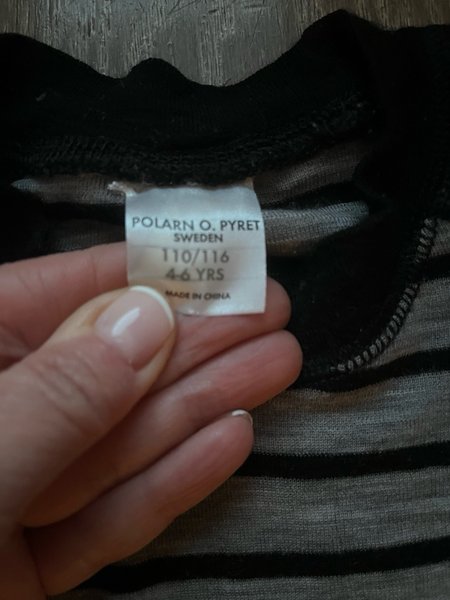 POLARN O. PYRET
SWEDEN
110/116
4-6 YRS
MADE IN CHINA